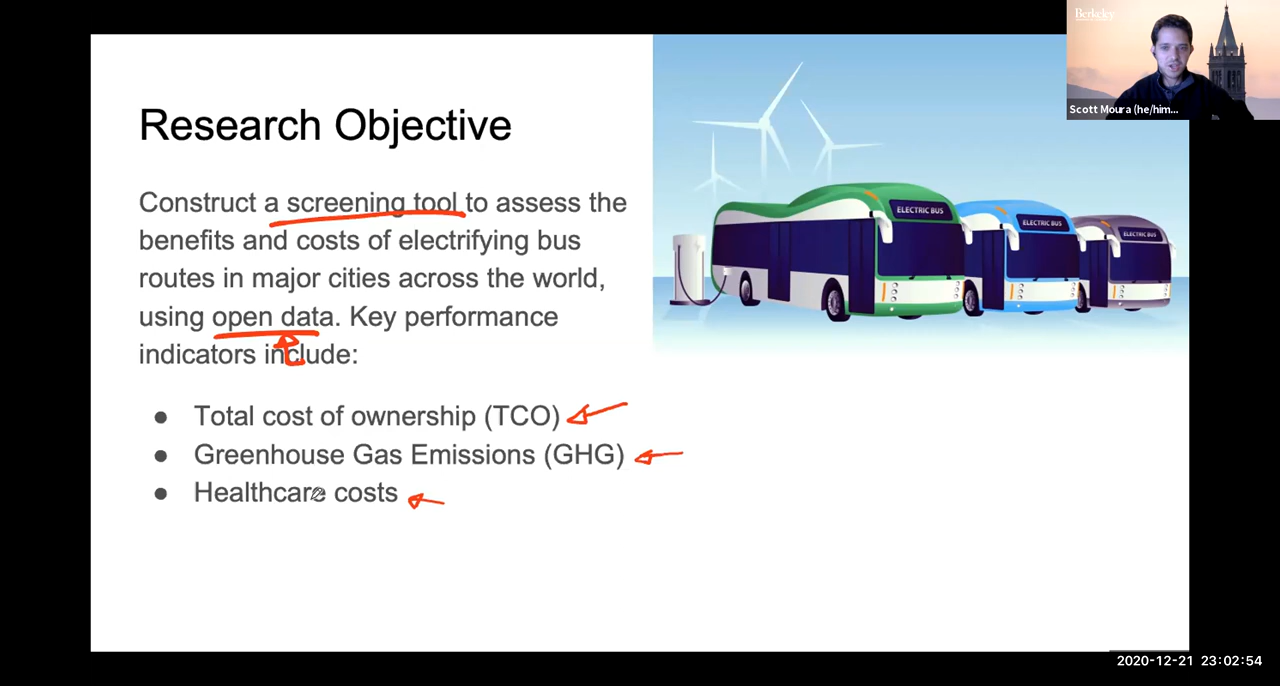 Berkeley
Scott Moura (he/him...
Research Objective
Construct a screening tool to assess the
benefits and costs of electrifying bus
routes in major cities across the world,
using open data. Key performance
indicators include:
● Total cost of ownership (TCO)
● Greenhouse Gas Emissions (GHG)
● Healthcare costs
ELECTRIC BUS
ELECTRIC BUS
ELECTRIC BUS
2020-12-21 23:02:54